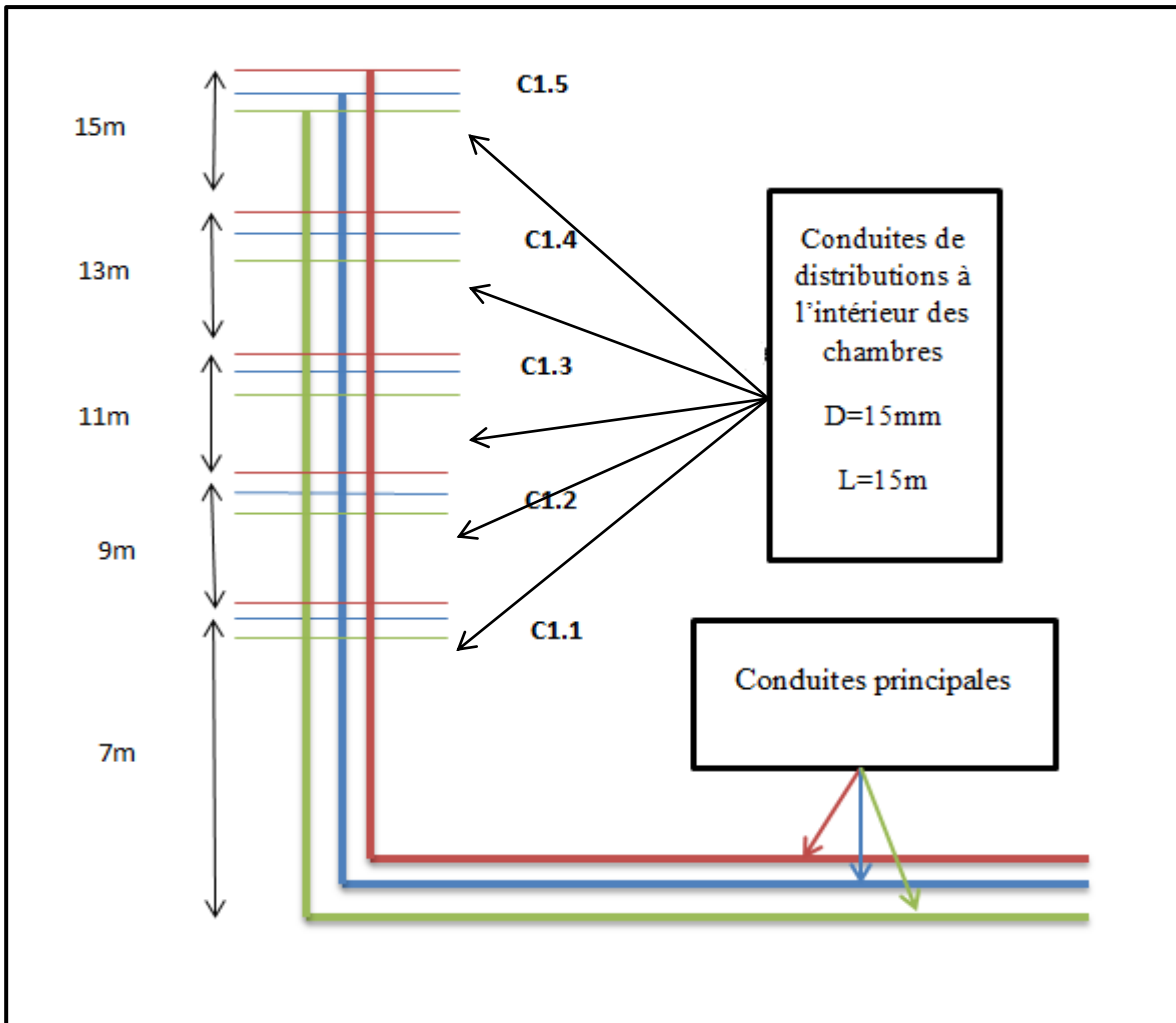 C1.5
15m
C1.4
13m
C1.3
11m
C1.2
9m
C1.1
7m
Conduites de
distributions à
l'intérieur des
chambres
D=15mm
L=15m
Conduites principales